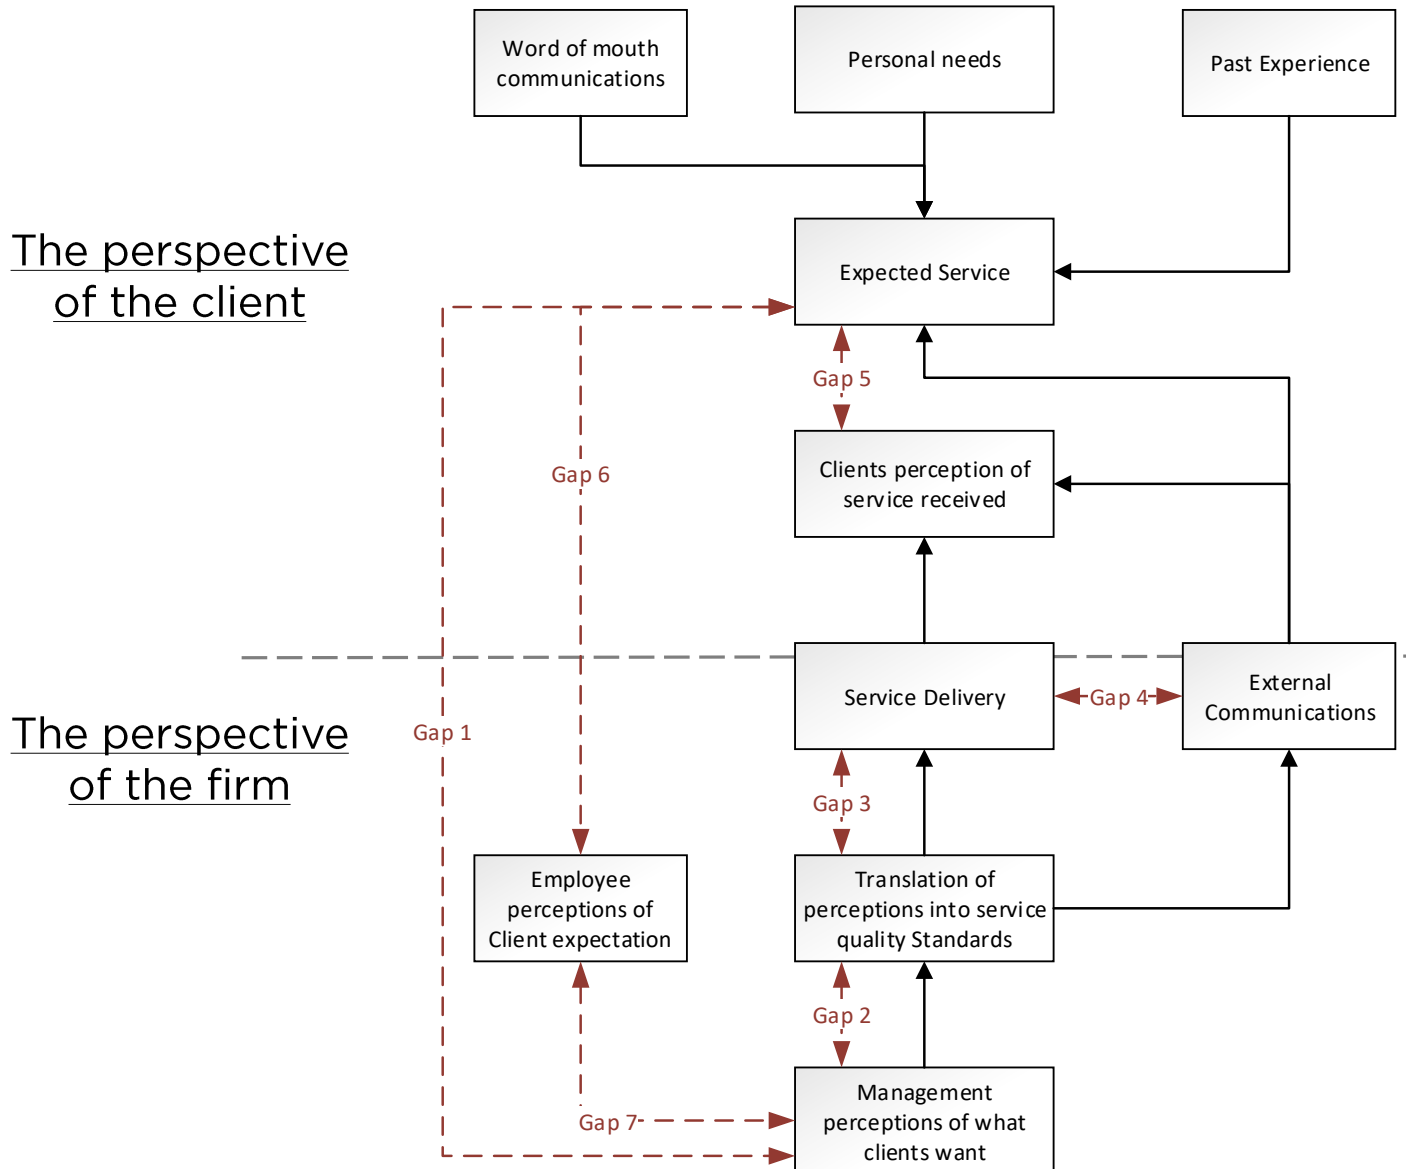 Word of mouth
communications
Personal needs
Past Experience
The perspective
of the client
Expected Service
Gap 5
Gap 6
Clients perception of
service received
The perspective
of the firm
Gap 1
Service Delivery
Gap 4
External
Communications
Gap 3
Employee
perceptions of
Client expectation
Translation of
perceptions into service
quality Standards
Gap 2
Gap 7
Management
perceptions of what
clients want